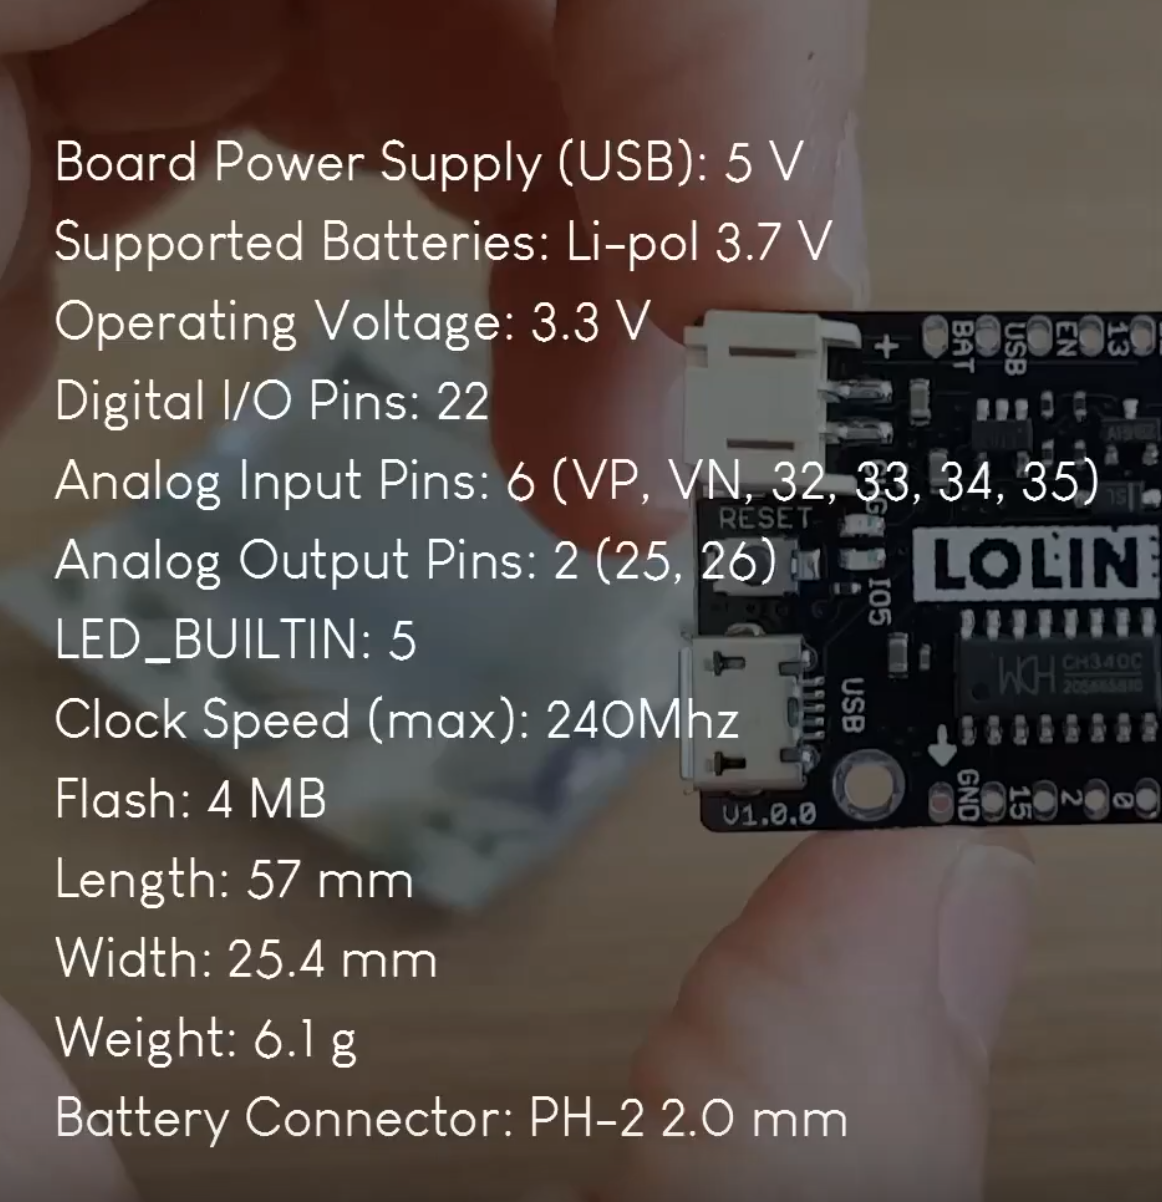 Board Power Supply (USB): 5 V
Supported Batteries: Li-pol 3.7 V
Operating Voltage: 3.3 V
Digital I/O Pins: 22
Analog Input Pins: 6 (VP, VN, 32, 33, 34, 35)
Analog Output Pins: 2 (25, 26)
LED_BUILTIN: 5
Clock Speed (max): 240Mhz
Flash: 4 MB
Length: 57 mm
Width: 25.4 mm
Weight: 6.1 g
Battery Connector: PH-2 2.0 mm
+
BAT
USB
EN
13
RESET
LOLIN
IO5
WCH CH340C
USB
V1.0.0
GND
15
2
0